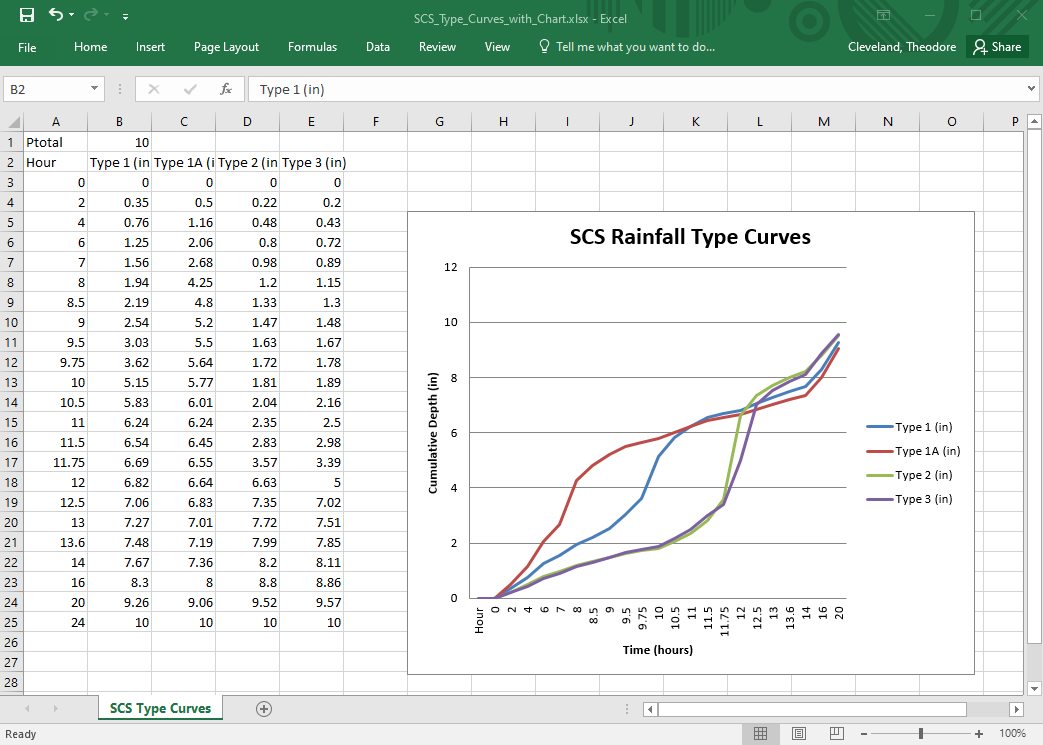 SCS_Type_Curves_with_Chart.xlsx - Excel
File Home Insert Page Layout Formulas Data Review View Tell me what you want to do... Cleveland, Theodore Share
B2 fx Type 1 (in)
A B C D E F G H I J K L M N O P
1 Ptotal 10
2 Hour Type 1 (in Type 1A (i Type 2 (in Type 3 (in)
3 0 0 0 0 0
4 2 0.35 0.5 0.22 0.2
5 4 0.76 1.16 0.48 0.43
6 6 1.25 2.06 0.8 0.72
7 7 1.56 2.68 0.98 0.89
8 8 1.94 4.25 1.2 1.15
9 8.5 2.19 4.8 1.33 1.3
10 9 2.54 5.2 1.47 1.48
11 9.5 3.03 5.5 1.63 1.67
12 9.75 3.62 5.64 1.72 1.78
13 10 5.15 5.77 1.81 1.89
14 10.5 5.83 6.01 2.04 2.16
15 11 6.24 6.24 2.35 2.5
16 11.5 6.54 6.45 2.83 2.98
17 11.75 6.69 6.55 3.57 3.39
18 12 6.82 6.64 6.63 5
19 12.5 7.06 6.83 7.35 7.02
20 13 7.27 7.01 7.72 7.51
21 13.6 7.48 7.19 7.99 7.85
22 14 7.67 7.36 8.2 8.11
23 16 8.3 8 8.8 8.86
24 20 9.26 9.06 9.52 9.57
25 24 10 10 10 10
26
27
28
SCS Rainfall Type Curves
Cumulative Depth (in)
12
10
8
6
4
2
0
Hour 0 2 4 6 7 8 8.5 9 9.5 9.75 10 10.5 11 11.5 11.75 12 12.5 13 13.6 14 16 20
Time (hours)
Type 1 (in)
Type 1A (in)
Type 2 (in)
Type 3 (in)
SCS Type Curves
Ready 100%